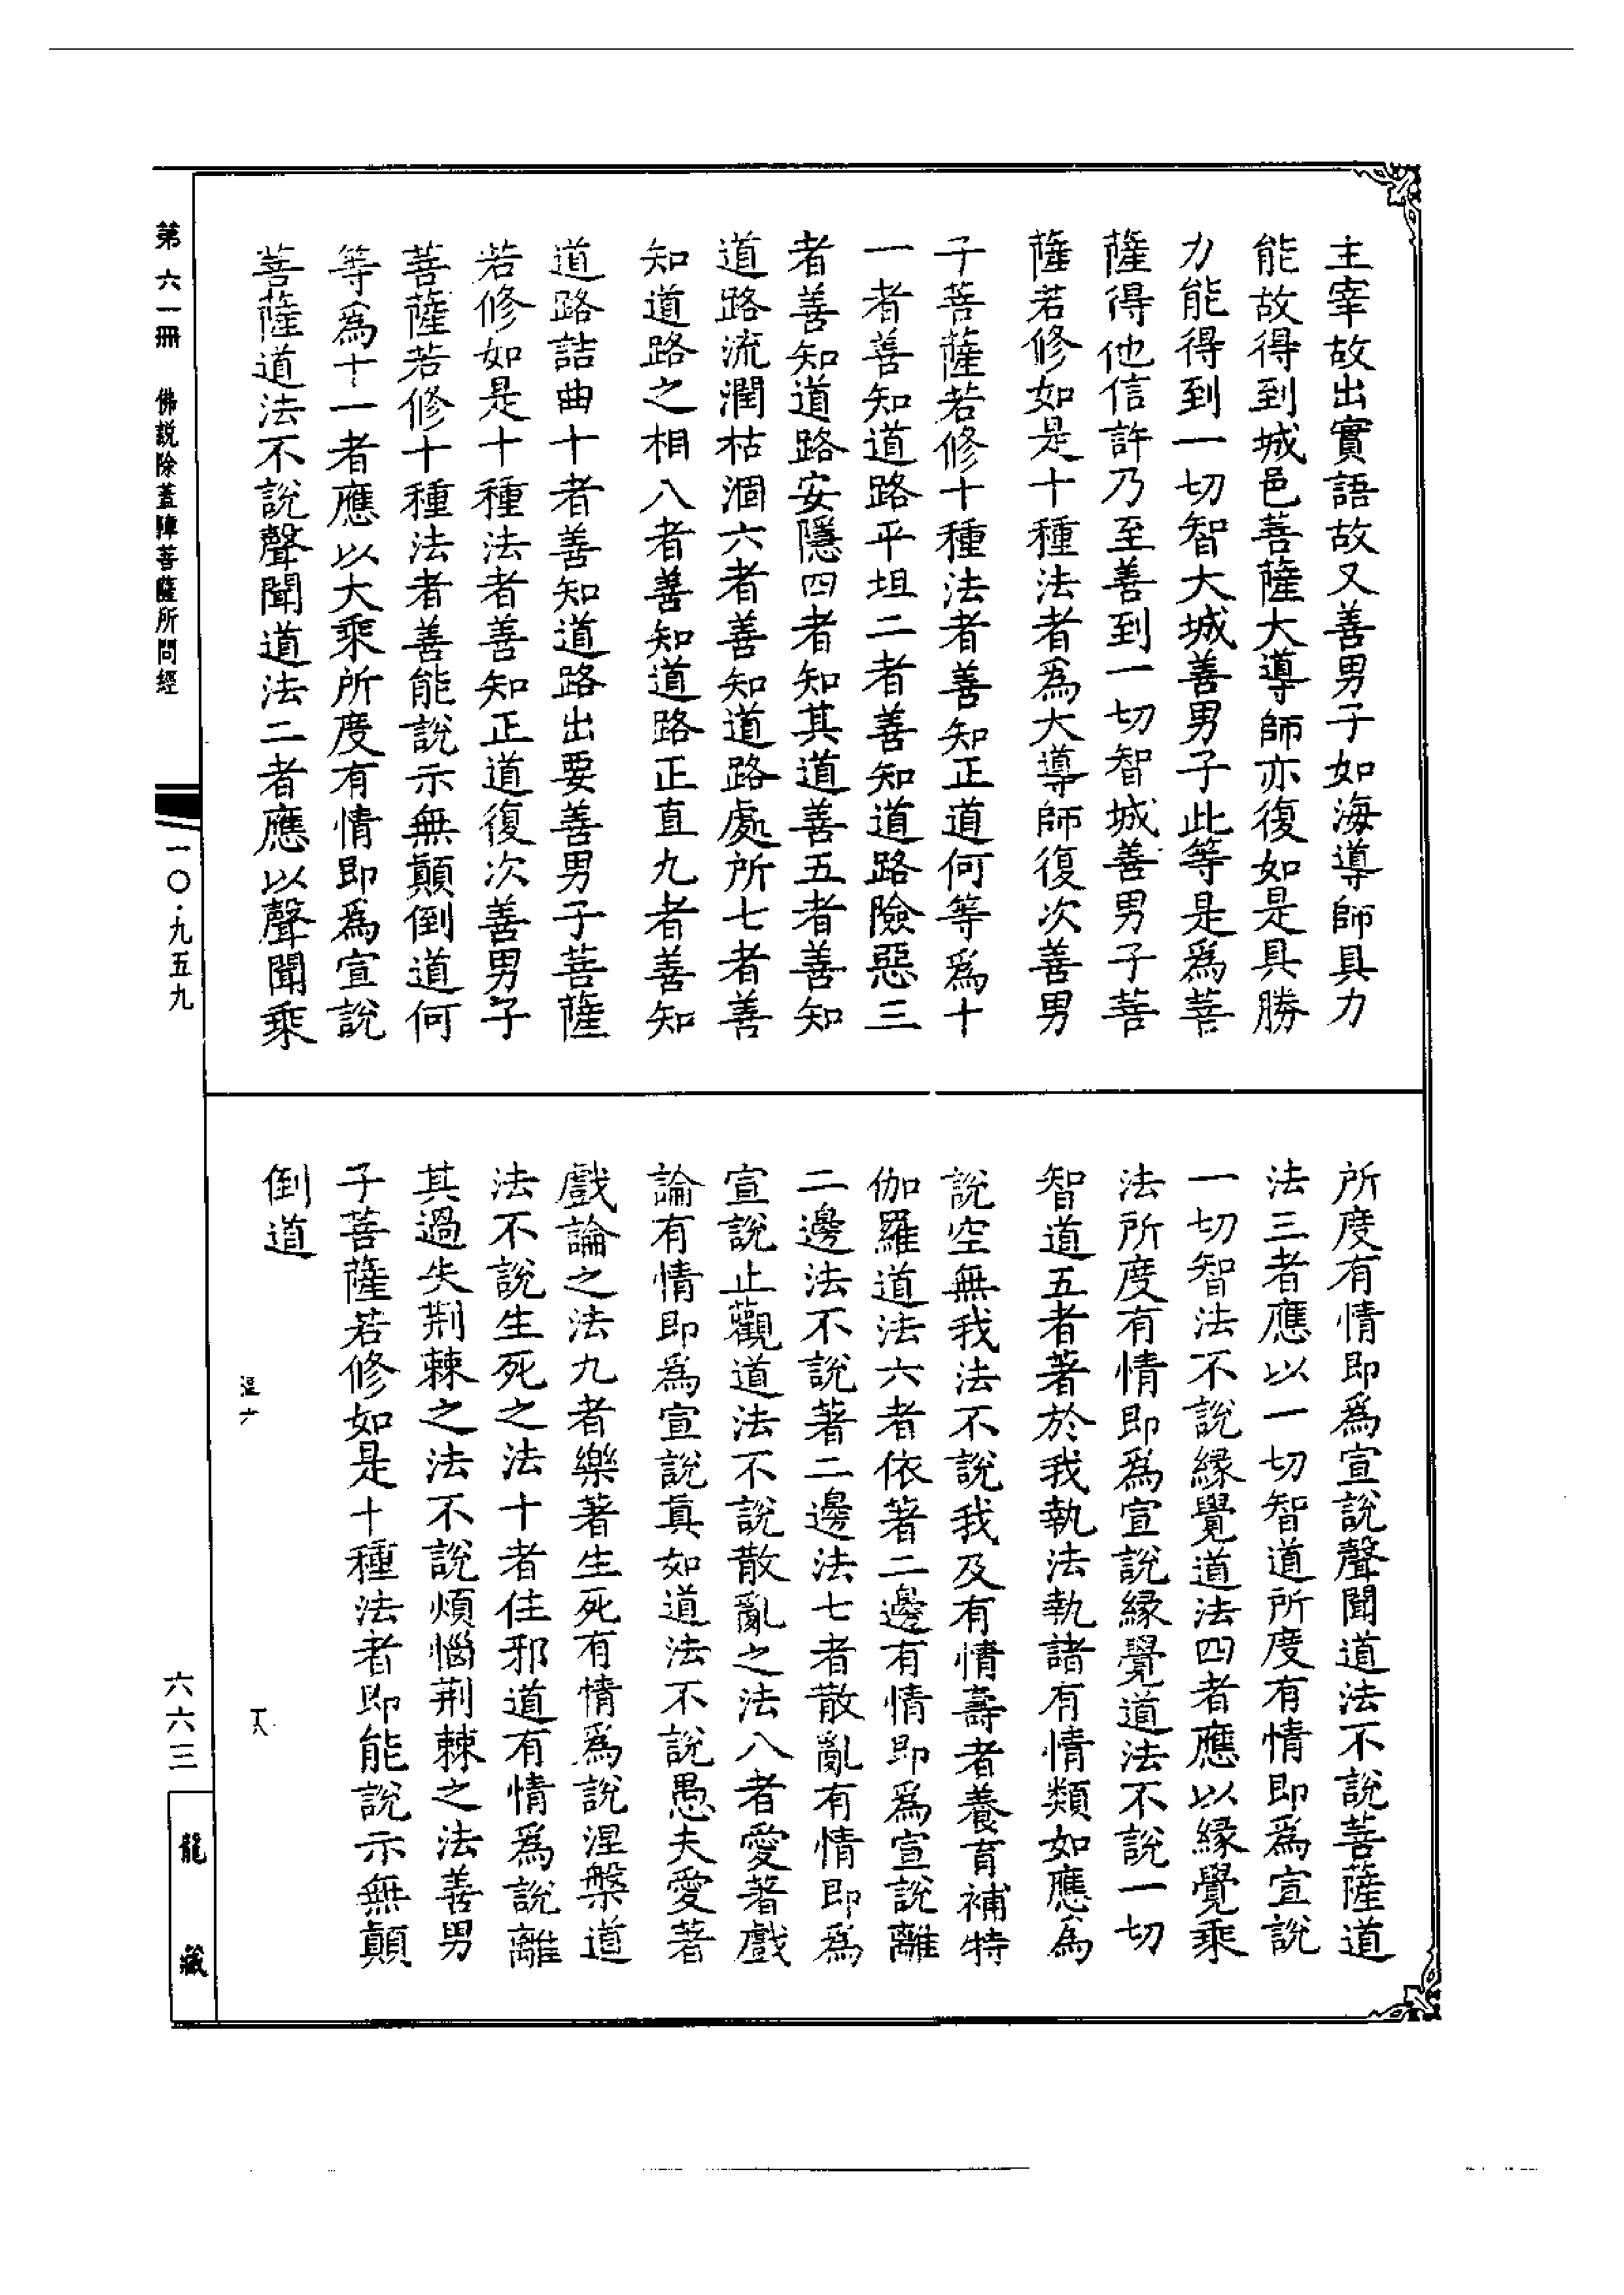 主宰故出實語故又善男子如海導師具力
能故得到城邑菩薩大導師亦復如是具勝
力能得到一切智大城善男子此等是爲菩
薩得他信許乃至善到一切智城善男子菩
薩若修如是十種法者爲大導師復次善男
子菩薩若修十種法者善知正道何等爲十
一者善知道路平坦二者善知道路險惡三
者善知道路安隱四者知其道善五者善知
道路流潤枯涸六者善知道路處所七者善
知道路之相八者善知道路正直九者善知
道路詰曲十者善知道路出要善男子菩薩
若修如是十種法者善知正道復次善男子
菩薩若修十種法者善能說示無顛倒道何
等爲十一者應以大乘所度有情即爲宣說
菩薩道法不說聲聞道法二者應以聲聞乘
所度有情即爲宣說聲聞道法不說菩薩道
法三者應以一切智道所度有情即爲宣說
一切智法不說緣覺道法四者應以緣覺乘
法所度有情即爲宣說緣覺道法不說一切
智道五者著於我執法執諸有情類如應爲
說空無我法不說我及有情壽者養育補特
伽羅道法六者依著二邊有情即爲宣說離
二邊法不說著二邊法七者散亂有情即爲
宣說止觀道法不說散亂之法八者愛著戲
論有情即爲宣說真如道法不說愚夫愛著
戲論之法九者樂著生死有情爲說涅槃道
法不說生死之法十者住邪道有情爲說離
其過失荆棘之法不說煩惱荆棘之法善男
子菩薩若修如是十種法者即能說示無顛
倒道
第六一冊 佛説除蓋障菩薩所問經
一〇·九五九
六六三
龍藏